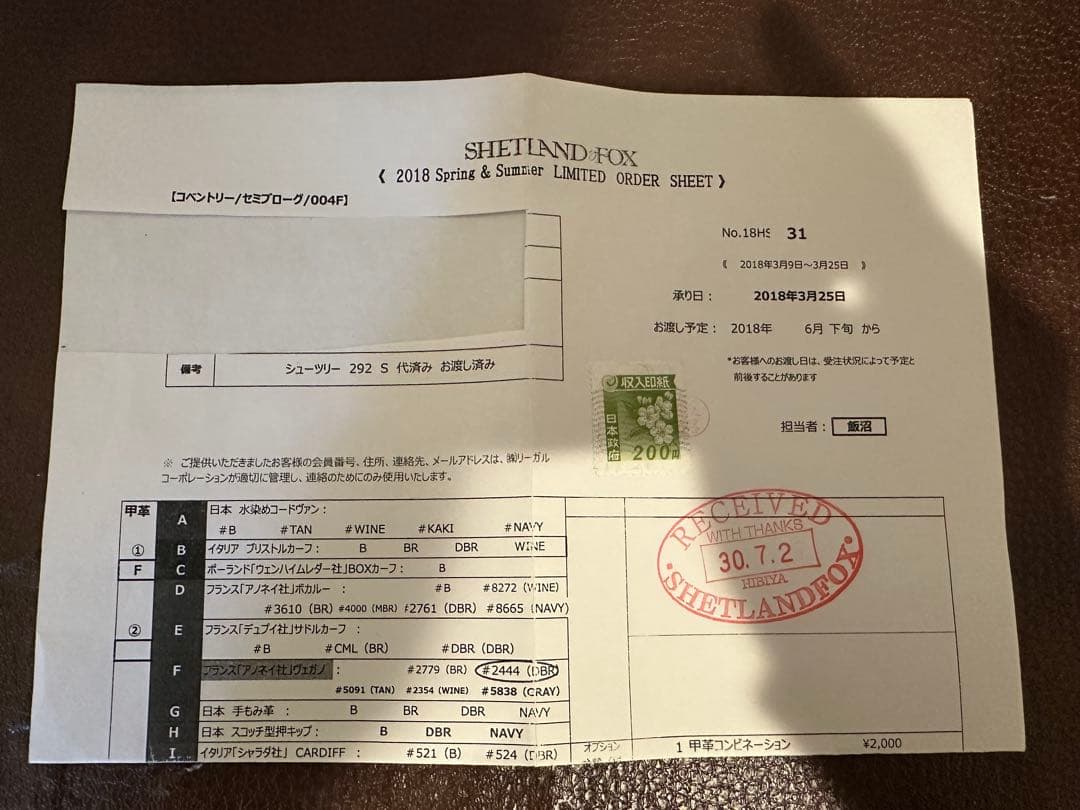 SHETLAND FOX
《 2018 Spring & Summer LIMITED ORDER SHEET 》
【コベントリー/セミブローグ/004F】
No.18HS 31
《 2018年3月9日～3月25日 》
承り日： 2018年3月25日
お渡し予定： 2018年 6月 下旬 から
*お客様へのお渡し日は、受注状況によって予定と
前後することがあります
備考 シューツリー 292 S 代済み お渡し済み
収入印紙
日本政府
200円
担当者： 飯沼
※ ご提供いただきましたお客様の会員番号、住所、連絡先、メールアドレスは、㈱リーガル
コーポレーションが適切に管理し、連絡のためにのみ使用いたします。
甲革 A 日本 水染めコードヴァン：
#B #TAN #WINE #KAKI #NAVY
① B イタリア ブリストルカーフ： B BR DBR WINE
F C ポーランド「ウェンハイムレダー社」BOXカーフ： B
D フランス「アノネイ社」ボカルー ： #B #8272 (WINE)
#3610 (BR) #4000 (MBR) #2761 (DBR) #8665 (NAVY)
② E フランス「デュプイ社」サドルカーフ ：
#B #CML (BR) #DBR (DBR)
F フランス「アノネイ社」ヴェガノ ： #2779 (BR) #2444 (DBR)
#5091 (TAN) #2354 (WINE) #5838 (GRAY)
G 日本 手もみ革 ： B BR DBR NAVY
H 日本 スコッチ型押キップ： B DBR NAVY
I イタリア「シャラダ社」 CARDIFF ： #521 (B) #524 (DBR)
RECEIVED
WITH THANKS
30.7.2
HIBIYA
SHETLANDFOX
オプション 1 甲革コンビネーション ¥2,000